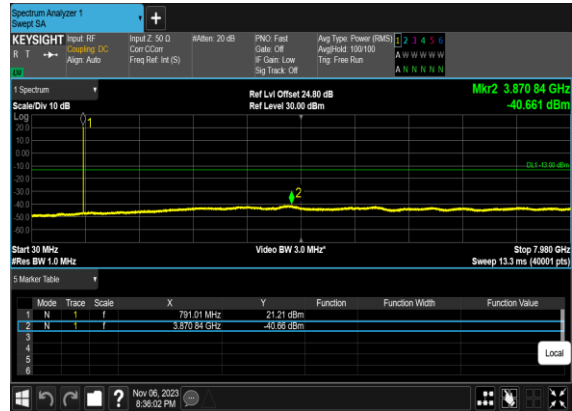 Spectrum Analyzer 1
Swept SA
+
KEYSIGHT Input: RF Input Z: 50 Ω #Atten: 20 dB PNO: Fast Avg Type: Power (RMS) 1 2 3 4 5 6
R T Coupling: DC Corr CCorr Gate: Off Avg|Hold: 100/100 A W W W W W
Align: Auto Freq Ref: Int (S) IF Gain: Low Trig: Free Run
LXI Sig Track: Off A N N N N N
1 Spectrum Ref Lvl Offset 24.80 dB Mkr2 3.870 84 GHz
Scale/Div 10 dB Ref Level 30.00 dBm -40.661 dBm
Log
1
20.0
10.0
0.00
-10.0
DL1 -13.00 dBm
-20.0
-30.0
2
-40.0
-50.0
-60.0
Start 30 MHz Video BW 3.0 MHz* Stop 7.980 GHz
#Res BW 1.0 MHz Sweep 13.3 ms (40001 pts)
5 Marker Table
Mode Trace Scale X Y Function Function Width Function Value
1 N 1 f 791.01 MHz 21.21 dBm
2 N 1 f 3.870 84 GHz -40.66 dBm
3
4
5
6
Local
? Nov 06, 2023
8:36:02 PM